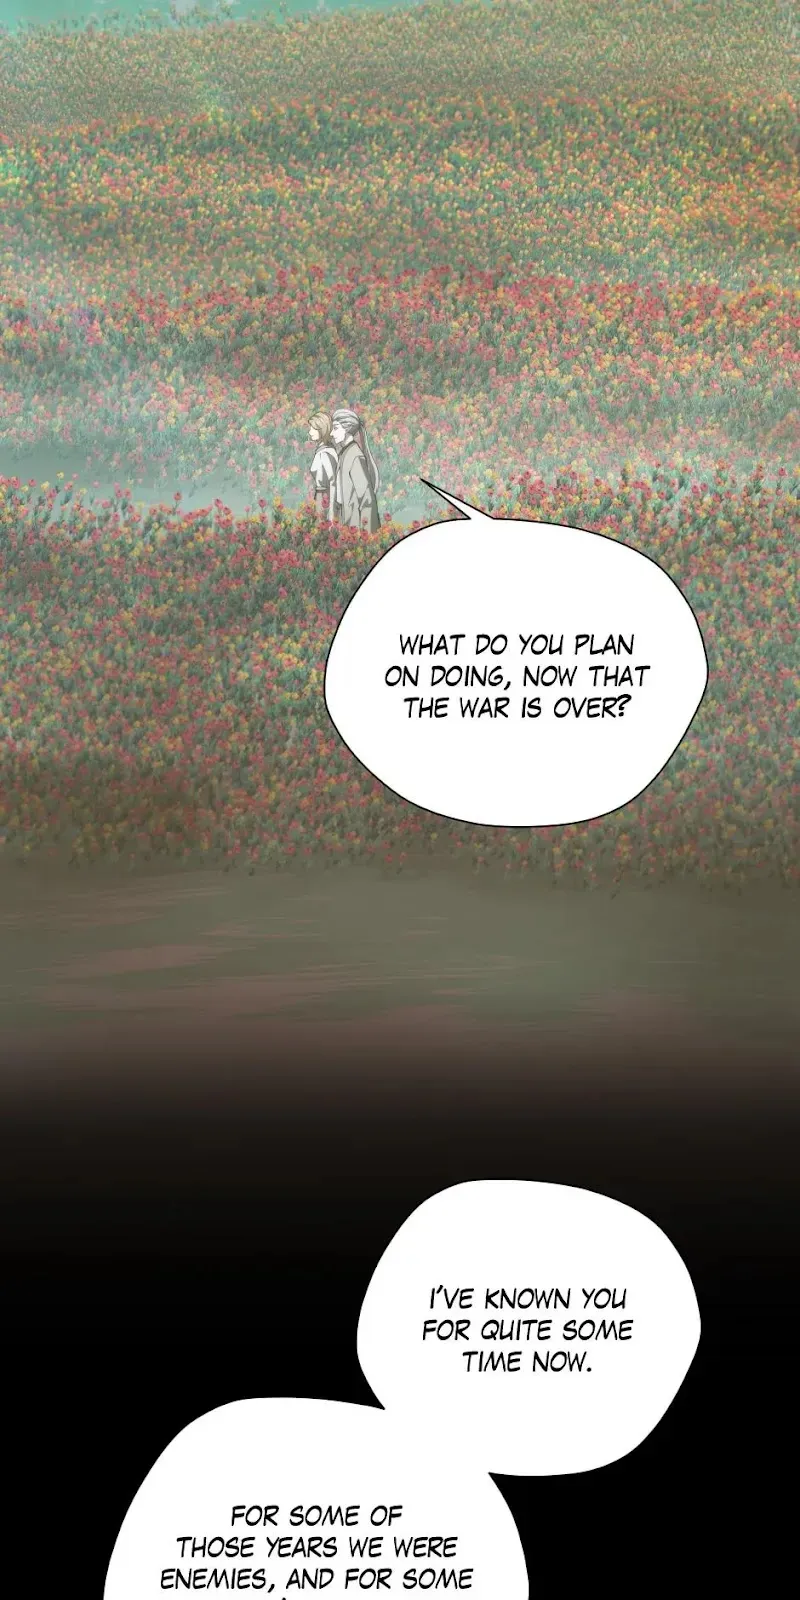 WHAT DO YOU PLAN
ON DOING, NOW THAT
THE WAR IS OVER?
I'VE KNOWN YOU
FOR QUITE SOME
TIME NOW.
FOR SOME OF
THOSE YEARS WE WERE
ENEMIES, AND FOR SOME